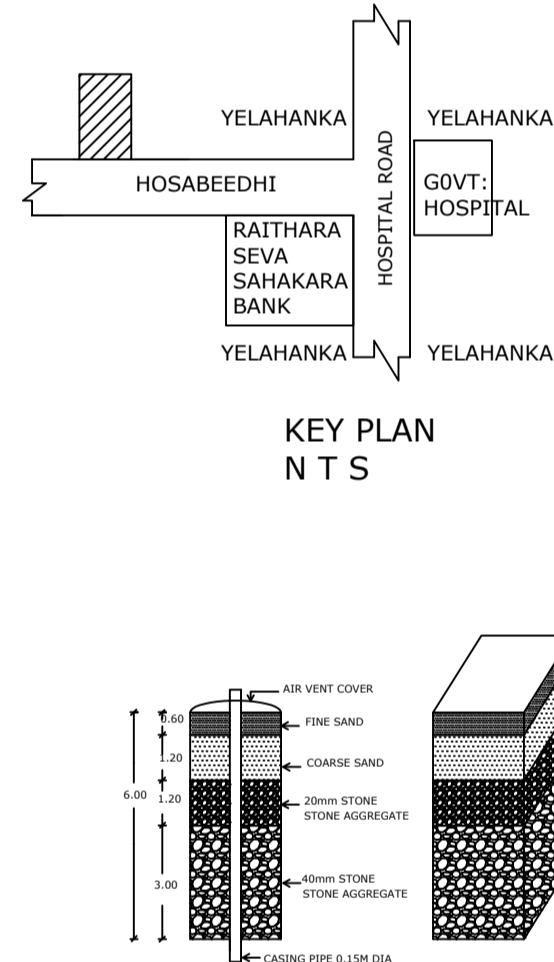 YELAHANKA
YELAHANKA
HOSABEEDHI
HOSPITAL ROAD
G0VT:
HOSPITAL
RAITHARA
SEVA
SAHAKARA
BANK
YELAHANKA
YELAHANKA
KEY PLAN
N T S
AIR VENT COVER
0.60
FINE SAND
1.20
COARSE SAND
6.00
1.20
20mm STONE
STONE AGGREGATE
3.00
40mm STONE
STONE AGGREGATE
CASING PIPE 0.15M DIA